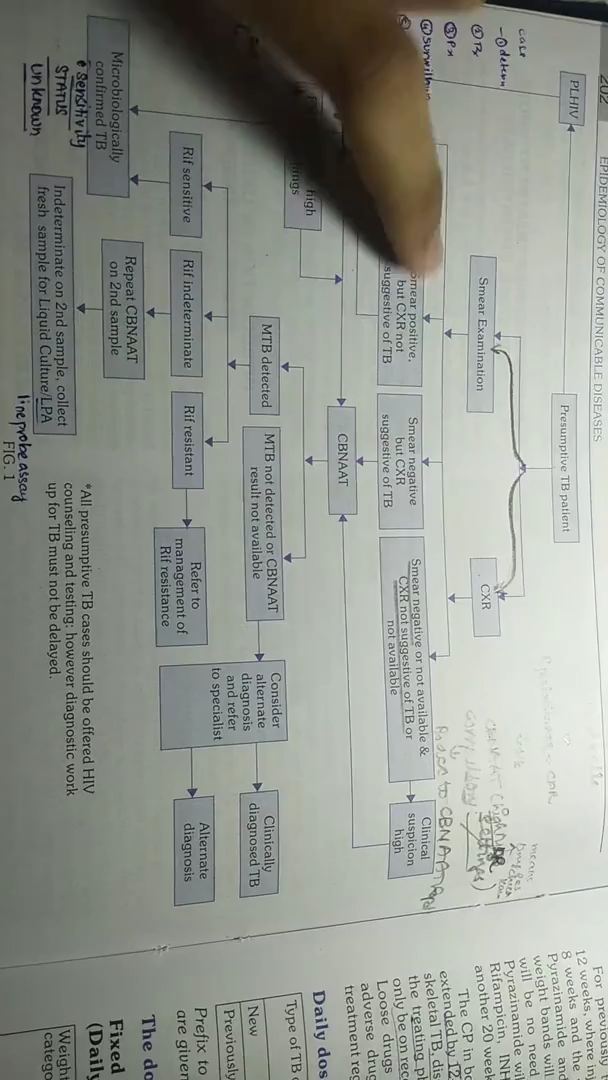 202
EPIDEMIOLOGY OF COMMUNICABLE DISEASES
Presumptive TB patient
PLHIV
Smear Examination
CXR
Smear positive,
but CXR not
suggestive of TB
Smear negative
but CXR
suggestive of TB
Smear negative or not available &
CXR not suggestive of TB or
not available
Clinical
suspicion
high
high
CBNAAT
MTB detected
MTB not detected or CBNAAT
result not available
Consider
alternate
diagnosis
and refer
to specialist
Clinically
diagnosed TB
Alternate
diagnosis
Rif sensitive
Rif indeterminate
Rif resistant
Refer to
management of
Rif resistance
Microbiologically
confirmed TB
Repeat CBNAAT
on 2nd sample
Indeterminate on 2nd sample, collect
fresh sample for Liquid Culture/LPA
sensitivity
STATUS
unknown
line probe assay
FIG. 1
*All presumptive TB cases should be offered HIV
counseling and testing; however diagnostic work
up for TB must not be delayed.
case
means
For previously
12 weeks, where in
8 weeks and the
Pyrazinamide and
weight bands will
will be no need
Pyrazinamide wi
Rifampicin, INH
another 20 week
The CP in bo
extended by 12
skeletal TB, dis
the treating
only be on rec
Loose drugs
adverse drug
treatment reg
Daily dos
Type of TB
New
Previously
Prefix to
are given
The do
Fixed
(Daily
Weight
catego